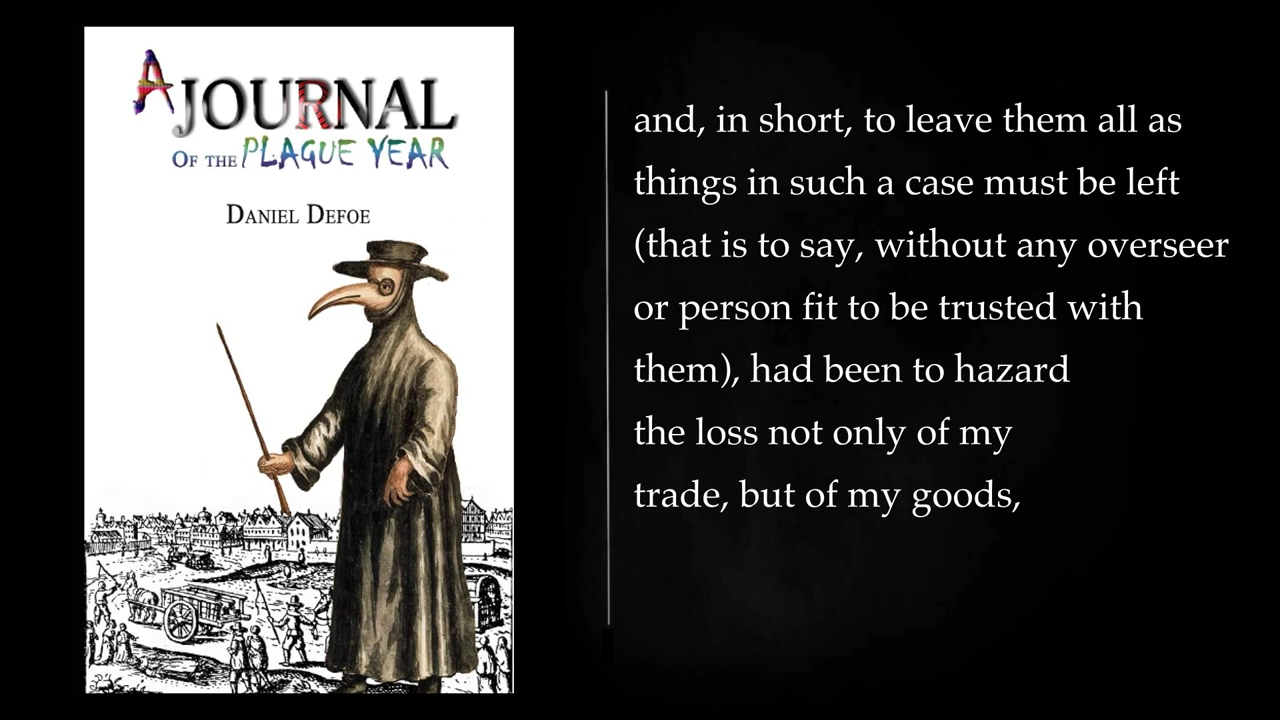 A JOURNAL
OF THE PLAGUE YEAR
DANIEL DEFOE
and, in short, to leave them all as
things in such a case must be left
(that is to say, without any overseer
or person fit to be trusted with
them), had been to hazard
the loss not only of my
trade, but of my goods,